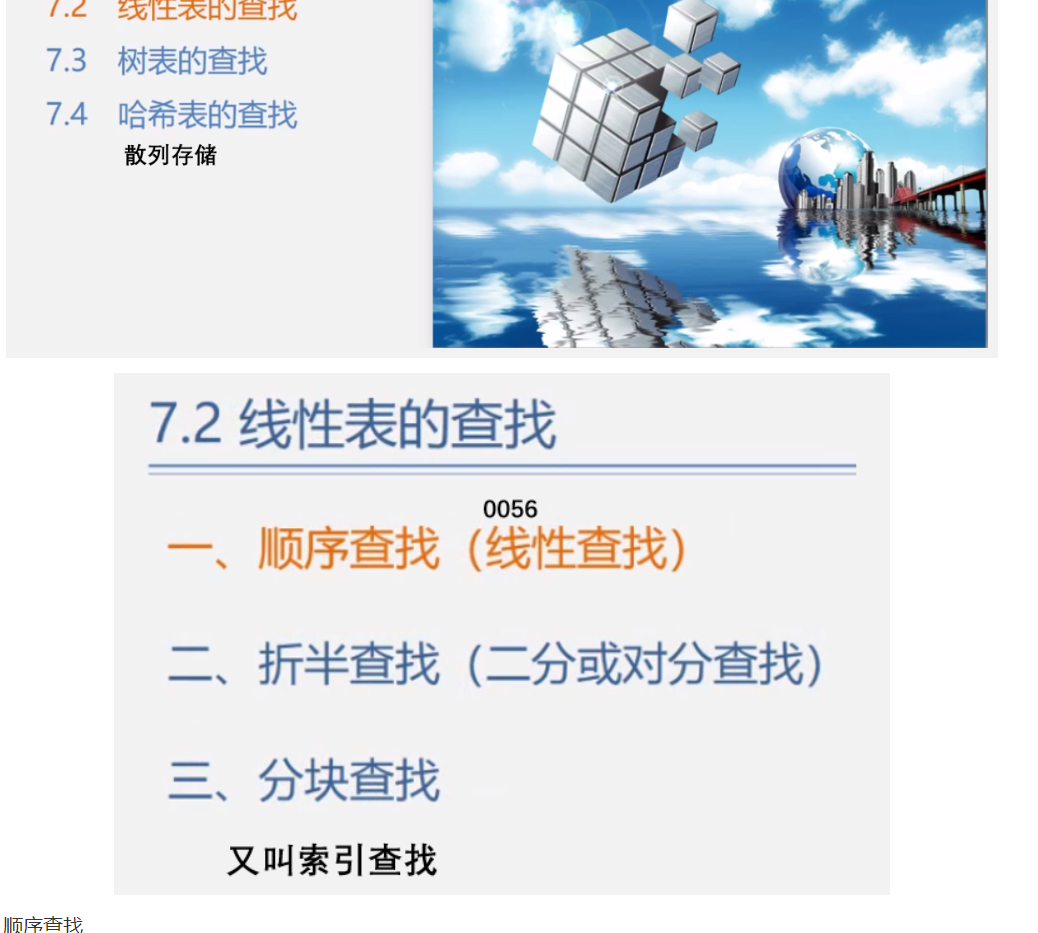 7.2 线性表的查找
7.3 树表的查找
7.4 哈希表的查找
散列存储
7.2 线性表的查找
0056
一、顺序查找（线性查找）
二、折半查找（二分或对分查找）
三、分块查找
又叫索引查找
顺序查找